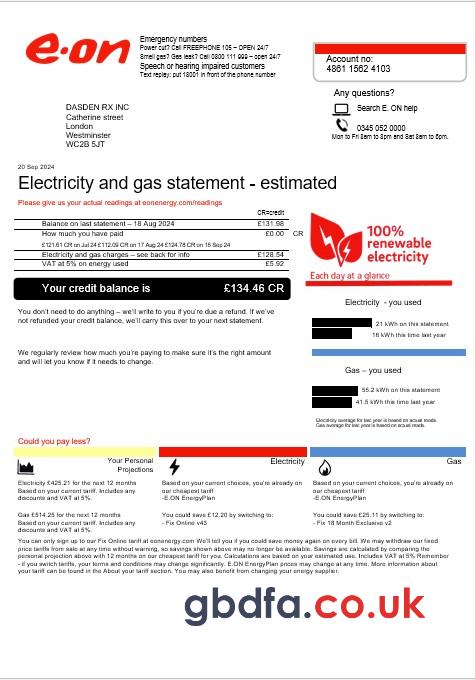 e·on
Emergency numbers
Power cut? Call FREEPHONE 105 – OPEN 24/7
Smell gas? Gas leak? Call 0800 111 999 – open 24/7
Speech or hearing impaired customers
Text replay: put 18001 in front of the phone number
Account no:
4861 1562 4103
Any questions?
Search E. ON help
0345 052 0000
Mon to Fri 8am to 8pm and Sat 8am to 6pm.
DASDEN RX INC
Catherine street
London
Westminster
WC2B 5JT
20 Sep 2024
Electricity and gas statement - estimated
Please give us your actual readings at eonenergy.com/readings
CR=credit
Balance on last statement – 18 Aug 2024 £131.98
How much you have paid £0.00 CR
£121.61 CR on Jul 24 £112.09 CR on 17 Aug 24 £124.78 CR on 15 Sep 24
Electricity and gas charges – see back for info £128.54
VAT at 5% on energy used £5.92
Your credit balance is £134.46 CR
100%
renewable
electricity
Each day at a glance
You don't need to do anything – we'll write to you if you're due a refund. If we've
not refunded your credit balance, we'll carry this over to your next statement.
We regularly review how much you're paying to make sure it's the right amount
and will let you know if it needs to change.
Electricity - you used
21 kWh on this statement
16 kWh this time last year
Gas – you used
55.2 kWh on this statement
41.5 kWh this time last year
Electricity average for last year is based on actual reads.
Gas average for last year is based on actual reads.
Could you pay less?
Your Personal
Projections
Electricity
Gas
Electricity £425.21 for the next 12 months
Based on your current tariff. Includes any
discounts and VAT at 5%.
Gas £514.25 for the next 12 months
Based on your current tariff. Includes any
discounts and VAT at 5%.
Based on your current choices, you're already on
our cheapest tariff
-E.ON EnergyPlan
You could save £12.20 by switching to:
- Fix Online v43
Based on your current choices, you're already on
our cheapest tariff
-E.ON EnergyPlan
You could save £25.11 by switching to:
- Fix 18 Month Exclusive v2
You can only sign up to our Fix Online tariff at eonenergy.com We'll tell you if you could save money again on every bill. We may withdraw our feed
price tariffs from sale at any time without warning, so savings shown above may no longer be available. Savings are calculated by comparing the
personal projection above with 12 months on our cheapest tariff for you. Calculations are based on your estimated use. Includes VAT at 5% Remember
- if you switch tariffs, your terms and conditions may change significantly. E.ON EnergyPlan prices may change at any time. More information about
your tariff can be found in the About your tariff section. You may also benefit from changing your energy supplier.
gbdfa.co.uk